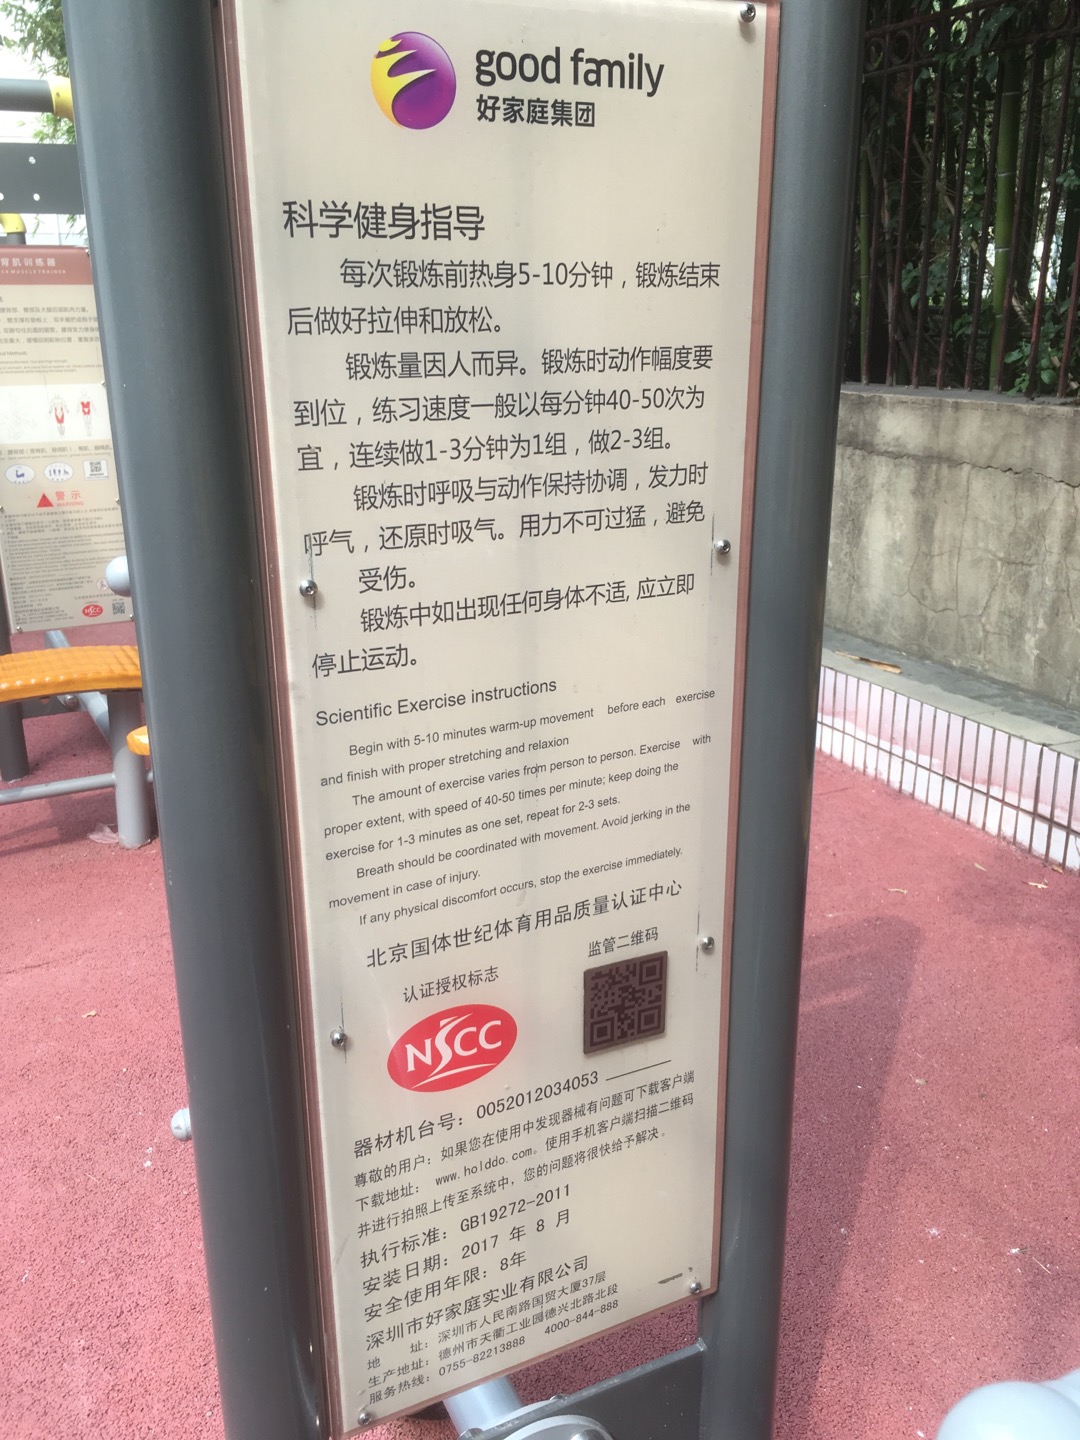 good family
好家庭集团
科学健身指导
每次锻炼前热身5-10分钟，锻炼结束
后做好拉伸和放松。
锻炼量因人而异。锻炼时动作幅度要
到位，练习速度一般以每分钟40-50次为
宜，连续做1-3分钟为1组，做2-3组。
锻炼时呼吸与动作保持协调，发力时
呼气，还原时吸气。用力不可过猛，避免
受伤。
锻炼中如出现任何身体不适, 应立即
停止运动。
Scientific Exercise instructions
Begin with 5-10 minutes warm-up movement before each exercise
and finish with proper stretching and relaxion
The amount of exercise varies from person to person. Exercise with
proper extent, with speed of 40-50 times per minute; keep doing the
exercise for 1-3 minutes as one set, repeat for 2-3 sets.
Breath should be coordinated with movement. Avoid jerking in the
movement in case of injury.
If any physical discomfort occurs, stop the exercise immediately.
北京国体世纪体育用品质量认证中心
认证授权标志
监管二维码
NSCC
器材机台号：0052012034053
尊敬的用户：如果您在使用中发现器械有问题可下载客户端
下载地址： www.holddo.com。使用手机客户端扫描二维码
并进行拍照上传至系统中，您的问题将很快给予解决。
执行标准：GB19272-2011
安装日期：2017 年 8 月
安全使用年限：8年
深圳市好家庭实业有限公司
地 址：深圳市人民南路国贸大厦37层
生产地址：德州市天衢工业园德兴北路北段
服务热线：0755-82213888 4000-844-888
背肌训练器
警示
NSCC